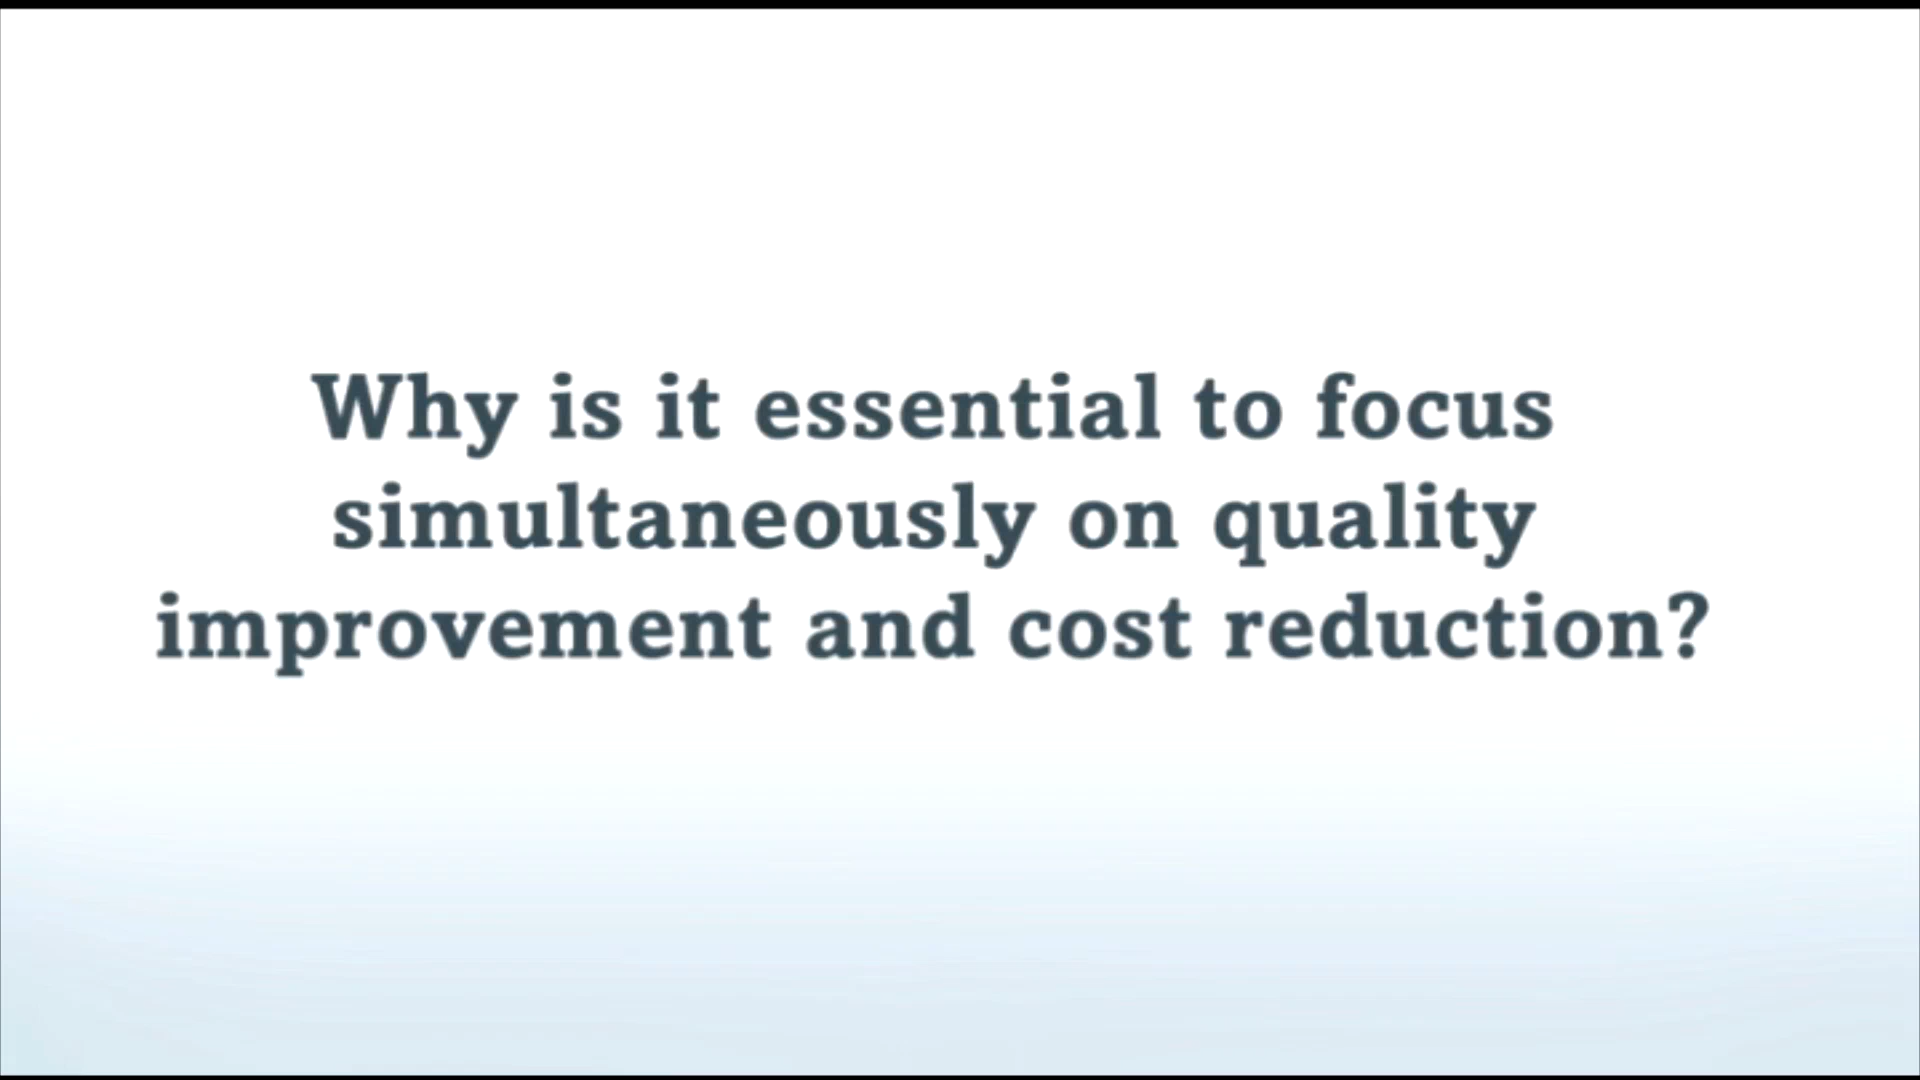 Why is it essential to focus
simultaneously on quality
improvement and cost reduction?